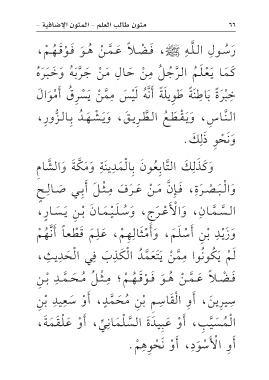 ٦٦ متون طالب العلم - المتون الإضافية -
رَسُولِ اللَّهِ ﷺ، فَضْلًا عَمَّنْ هُوَ فَوْقَهُمْ،
كَمَا يَعْلَمُ الرَّجُلُ مِنْ حَالِ مَنْ جَرَّبَهُ وَخَبَرَهُ
خِبْرَةً بَاطِنَةً طَوِيلَةً أَنَّهُ لَيْسَ مِمَّنْ يَسْرِقُ أَمْوَالَ
النَّاسِ، وَيَقْطَعُ الطَّرِيقَ، وَيَشْهَدُ بِالزُّورِ،
وَنَحْوِ ذَلِكَ.
وَكَذَلِكَ التَّابِعُونَ بِالْمَدِينَةِ وَمَكَّةَ وَالشَّامِ
وَالْبَصْرَةِ، فَإِنَّ مَنْ عَرَفَ مِثْلَ أَبِي صَالِحٍ
السَّمَّانِ، وَالْأَعْرَجِ، وَسُلَيْمَانَ بْنِ يَسَارٍ،
وَزَيْدِ بْنِ أَسْلَمَ، وَأَمْثَالِهِمْ، عَلِمَ قَطْعاً أَنَّهُمْ
لَمْ يَكُونُوا مِمَّنْ يَتَعَمَّدُ الْكَذِبَ فِي الْحَدِيثِ،
فَضْلًا عَمَّنْ هُوَ فَوْقَهُمْ؛ مِثْلُ مُحَمَّدِ بْنِ
سِيرِينَ، أَوِ الْقَاسِمِ بْنِ مُحَمَّدٍ، أَوْ سَعِيدِ بْنِ
الْمُسَيَّبِ، أَوْ عَبِيدَةَ السَّلْمَانِيِّ، أَوْ عَلْقَمَةَ،
أَوِ الْأَسْوَدِ، أَوْ نَحْوِهِمْ.